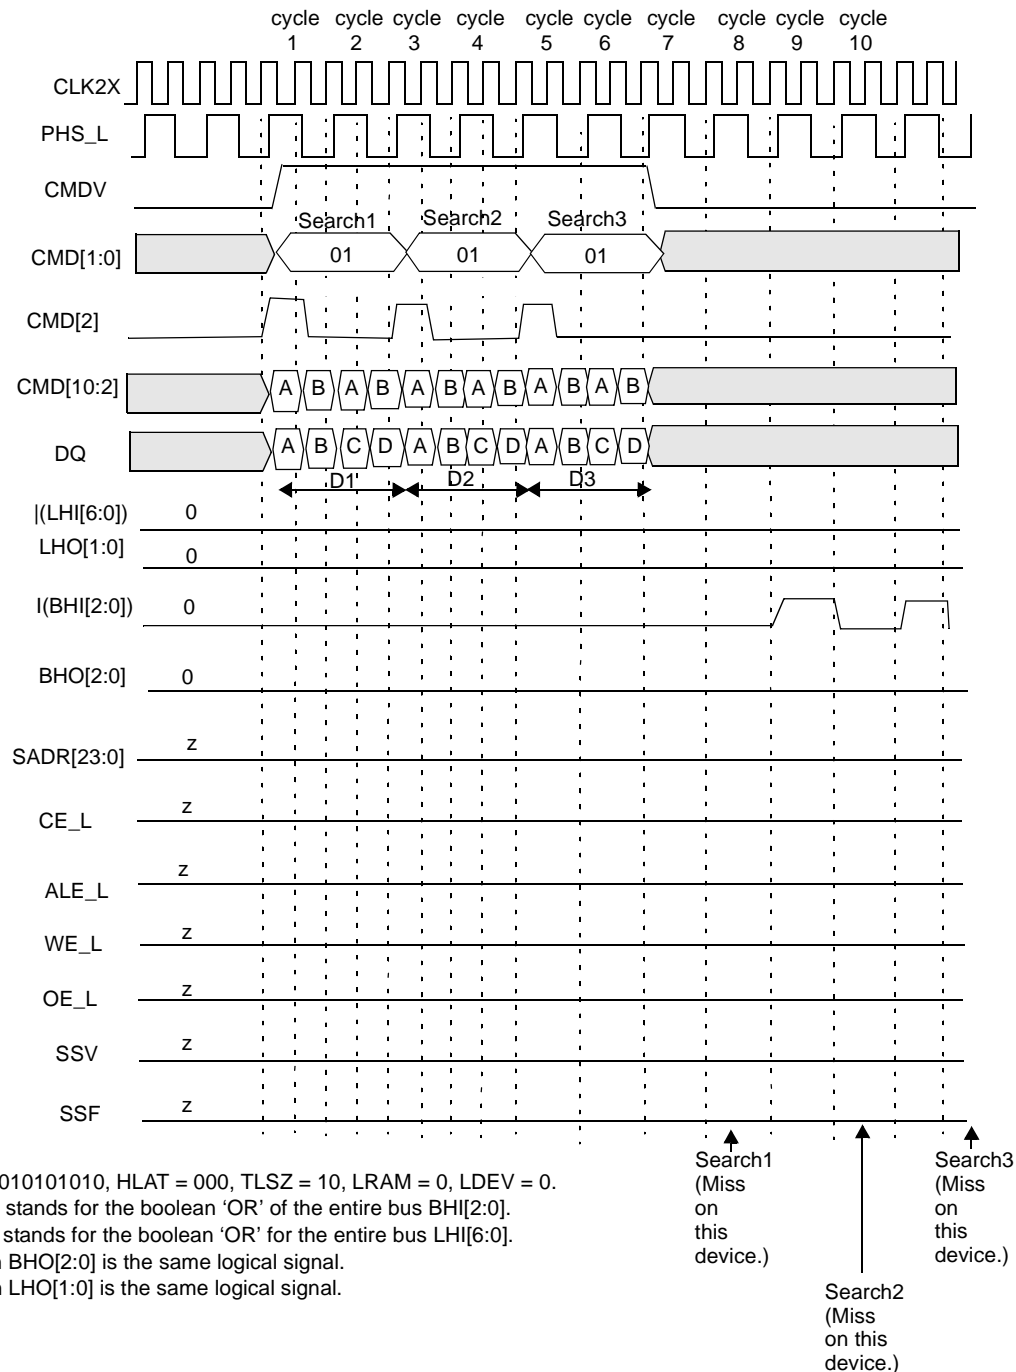 cycle cycle cycle cycle cycle cycle cycle cycle cycle cycle
1 2 3 4 5 6 7 8 9 10
CLK2X
PHS_L
CMDV
Search1 Search2 Search3
CMD[1:0] 01 01 01
CMD[2]
CMD[10:2] A B A B A B A B A B A B
DQ A B C D A B C D A B C D
D1 D2 D3
|(LHI[6:0]) 0
LHO[1:0] 0
I(BHI[2:0]) 0
BHO[2:0] 0
SADR[23:0] z
CE_L z
ALE_L z
WE_L z
OE_L z
SSV z
SSF z
Search1
(Miss
on
this
device.)
Search2
(Miss
on this
device.)
Search3
(Miss
on
this
device.)
010101010, HLAT = 000, TLSZ = 10, LRAM = 0, LDEV = 0.
stands for the boolean ‘OR’ of the entire bus BHI[2:0].
stands for the boolean ‘OR’ for the entire bus LHI[6:0].
BHO[2:0] is the same logical signal.
LHO[1:0] is the same logical signal.